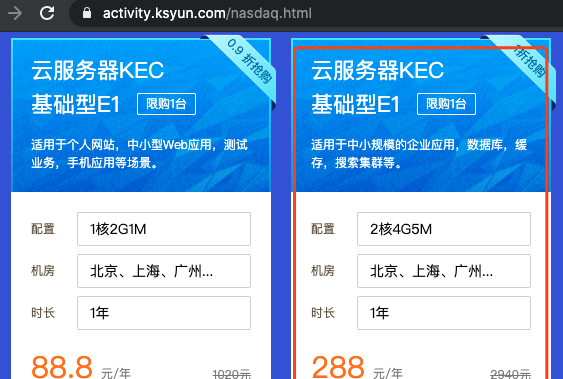 activity.ksyun.com/nasdaq.html
0.9 折抢购
云服务器KEC
基础型E1 限购1台
适用于个人网站，中小型Web应用，测试
业务，手机应用等场景。
配置 1核2G1M
机房 北京、上海、广州...
时长 1年
88.8 元/年 1020元
折抢购
云服务器KEC
基础型E1 限购1台
适用于中小规模的企业应用，数据库，缓
存，搜索集群等。
配置 2核4G5M
机房 北京、上海、广州...
时长 1年
288 元/年 2940元